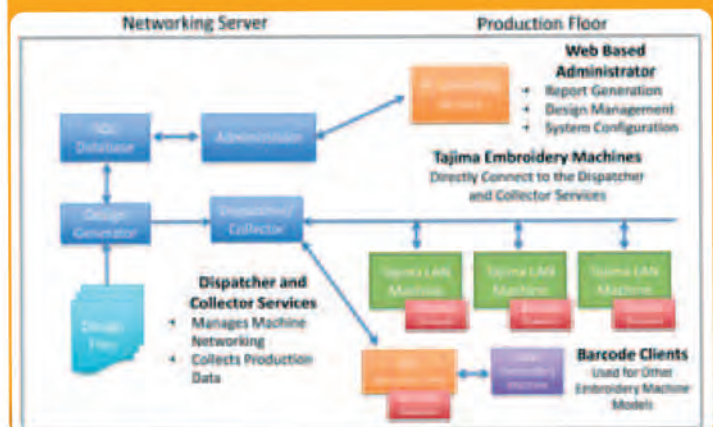 Networking Server
Production Floor
Web Based
Administrator
• Report Generation
• Design Management
• System Configuration
SQL
Database
Administrator
Tajima Embroidery Machines
Directly Connect to the Dispatcher
and Collector Services
Design
Generator
Dispatcher/
Collector
Tajima LAN
Machine
Tajima LAN
Machine
Tajima LAN
Machine
Design
Files
Dispatcher and
Collector Services
• Manages Machine
Networking
• Collects Production
Data
Barcode Clients
Used for Other
Embroidery Machine
Models